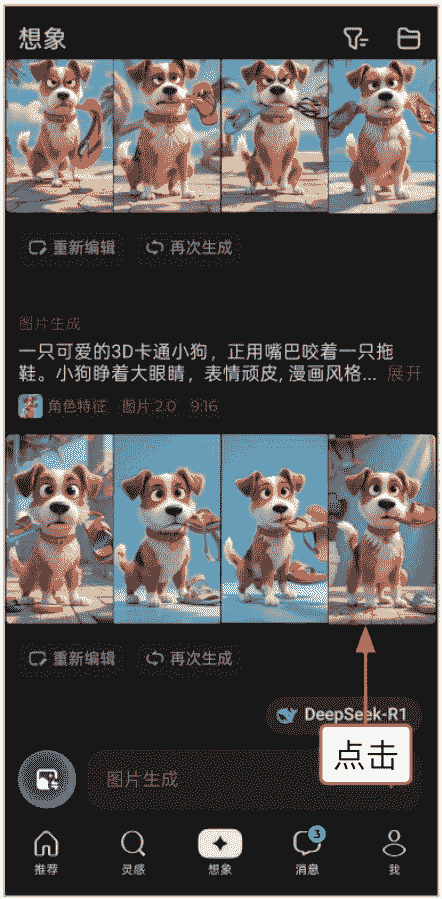 想象
重新编辑 再次生成
图片生成
一只可爱的3D卡通小狗，正用嘴巴咬着一只拖
鞋。小狗睁着大眼睛，表情顽皮, 漫画风格... 展开
角色特征 图片 2.0 9:16
重新编辑 再次生成
DeepSeek-R1
点击
图片生成
3
推荐 灵感 想象 消息 我